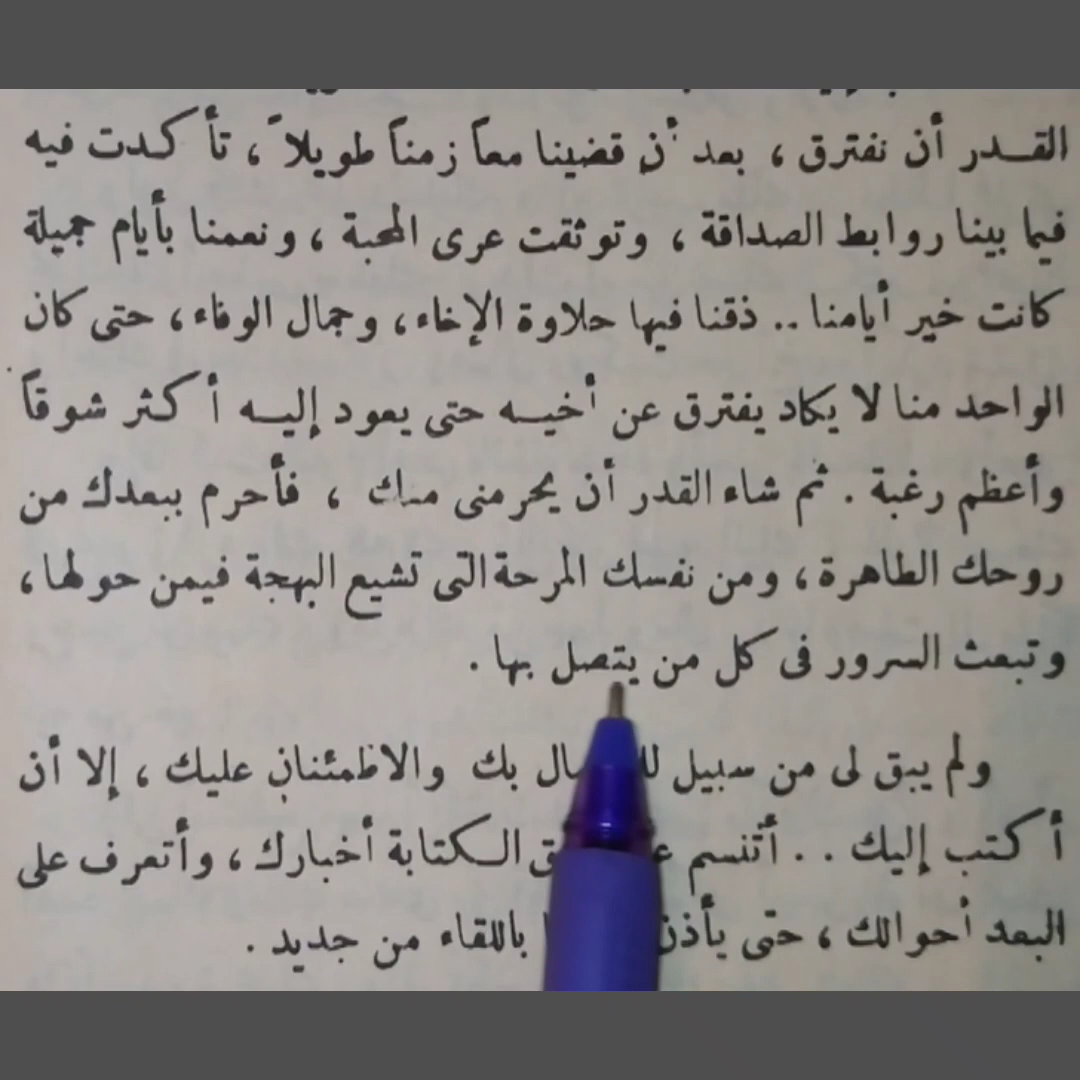 القدر أن نفترق ، بعد أن قضينا معاً زمناً طويلاً ، تأكدت فيه
فيما بينا روابط الصداقة ، وتوثقت عرى المحبة ، ونعمنا بأيام جميلة
كانت خير أيامنا .. ذقنا فيها حلاوة الإخاء ، وجمال الوفاء ، حتى كان
الواحد منا لا يكاد يفترق عن أخيه حتى يعود إليه أكثر شوقاً
وأعظم رغبة . ثم شاء القدر أن يحرمنى منك ، فأحرم ببعدك من
روحك الطاهرة ، ومن نفسك المرحة التى تشيع البهجة فيمن حولها ،
وتبعث السرور فى كل من يتصل بها .
ولم يبق لى من سبيل بك والاطمئنان عليك ، إلا أن
أكتب إليك . . أتنسم الكتابة أخبارك ، وأتعرف على
البعد أحوالك ، حتى يأذن باللقاء من جديد .